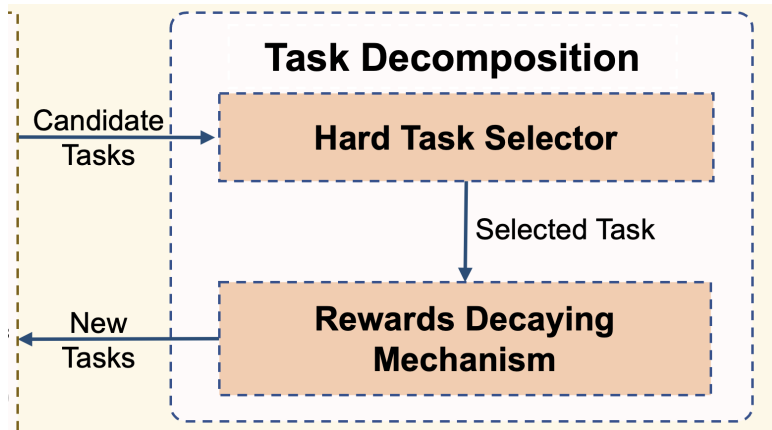 Task Decomposition
Candidate
Tasks
Hard Task Selector
Selected Task
New
Tasks
Rewards Decaying
Mechanism